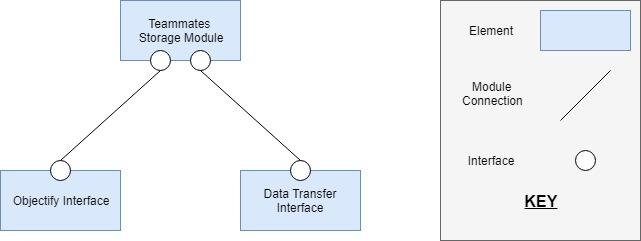 Teammates
Storage Module
Objectify Interface
Data Transfer
Interface
Element
Module
Connection
Interface
KEY